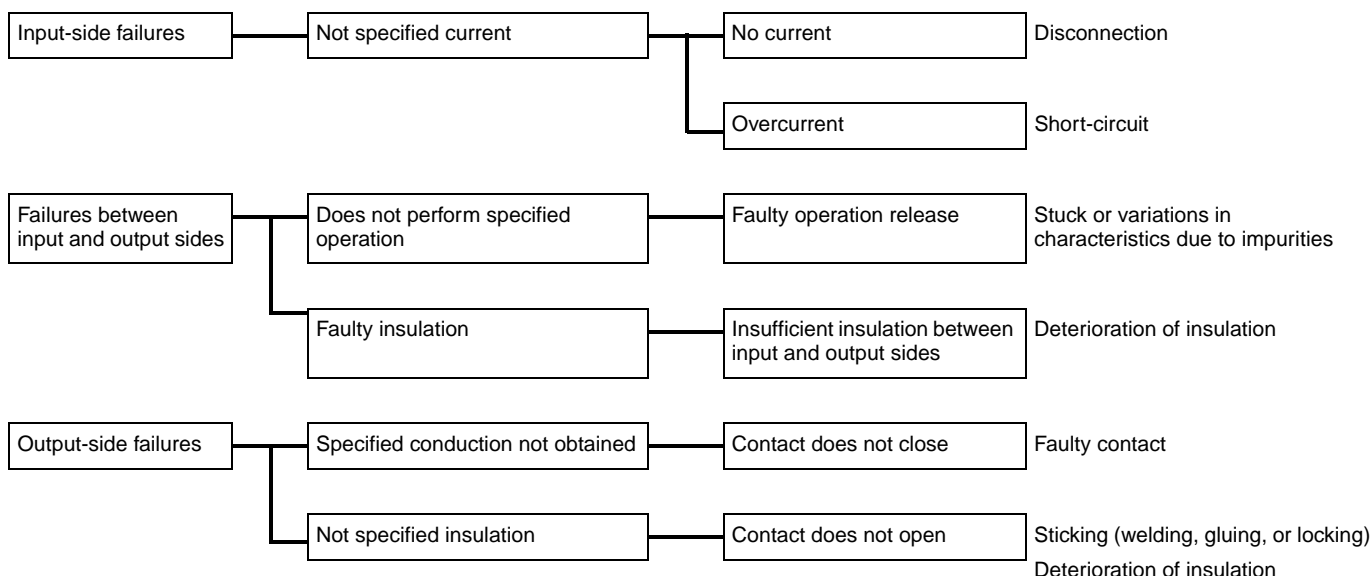 Input-side failures
Not specified current
No current
Disconnection
Overcurrent
Short-circuit
Failures between
input and output sides
Does not perform specified
operation
Faulty operation release
Stuck or variations in
characteristics due to impurities
Faulty insulation
Insufficient insulation between
input and output sides
Deterioration of insulation
Output-side failures
Specified conduction not obtained
Contact does not close
Faulty contact
Not specified insulation
Contact does not open
Sticking (welding, gluing, or locking)
Deterioration of insulation